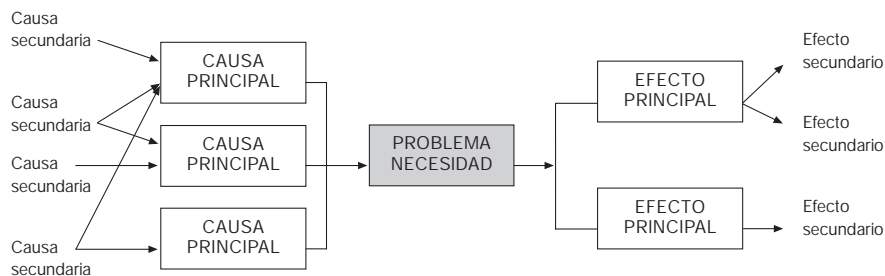 Causa
secundaria
Causa
secundaria
Causa
secundaria
Causa
secundaria
CAUSA
PRINCIPAL
CAUSA
PRINCIPAL
CAUSA
PRINCIPAL
PROBLEMA
NECESIDAD
EFECTO
PRINCIPAL
EFECTO
PRINCIPAL
Efecto
secundario
Efecto
secundario
Efecto
secundario